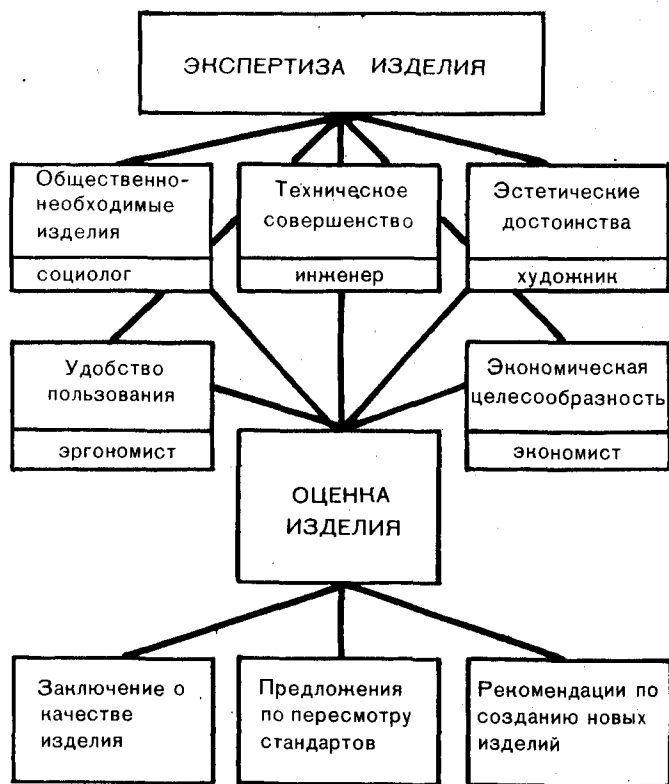 ЭКСПЕРТИЗА ИЗДЕЛИЯ
Общественно-
необходимые
изделия
социолог
Техническое
совершенство
инженер
Эстетические
достоинства
художник
Удобство
пользования
эргономист
Экономическая
целесообразность
экономист
ОЦЕНКА
ИЗДЕЛИЯ
Заключение о
качестве
изделия
Предложения
по пересмотру
стандартов
Рекомендации по
созданию новых
изделий